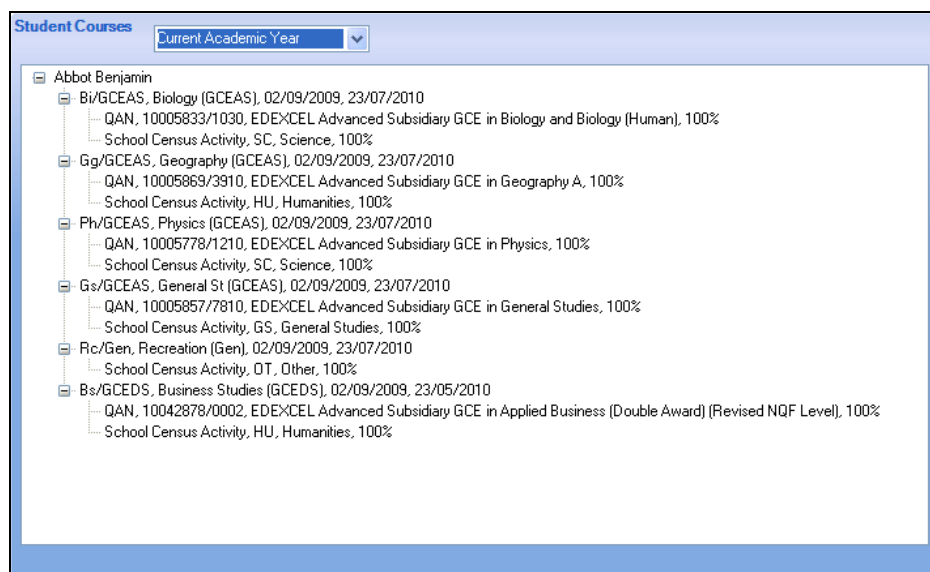 Student Courses
Current Academic Year
Abbot Benjamin
Bi/GCEAS, Biology (GCEAS), 02/09/2009, 23/07/2010
QAN, 10005833/1030, EDEXCEL Advanced Subsidiary GCE in Biology and Biology (Human), 100%
School Census Activity, SC, Science, 100%
Gg/GCEAS, Geography (GCEAS), 02/09/2009, 23/07/2010
QAN, 10005869/3910, EDEXCEL Advanced Subsidiary GCE in Geography A, 100%
School Census Activity, HU, Humanities, 100%
Ph/GCEAS, Physics (GCEAS), 02/09/2009, 23/07/2010
QAN, 10005778/1210, EDEXCEL Advanced Subsidiary GCE in Physics, 100%
School Census Activity, SC, Science, 100%
Gs/GCEAS, General St (GCEAS), 02/09/2009, 23/07/2010
QAN, 10005857/7810, EDEXCEL Advanced Subsidiary GCE in General Studies, 100%
School Census Activity, GS, General Studies, 100%
Rc/Gen, Recreation (Gen), 02/09/2009, 23/07/2010
School Census Activity, OT, Other, 100%
Bs/GCEDS, Business Studies (GCEDS), 02/09/2009, 23/05/2010
QAN, 10042878/0002, EDEXCEL Advanced Subsidiary GCE in Applied Business (Double Award) (Revised NQF Level), 100%
School Census Activity, HU, Humanities, 100%